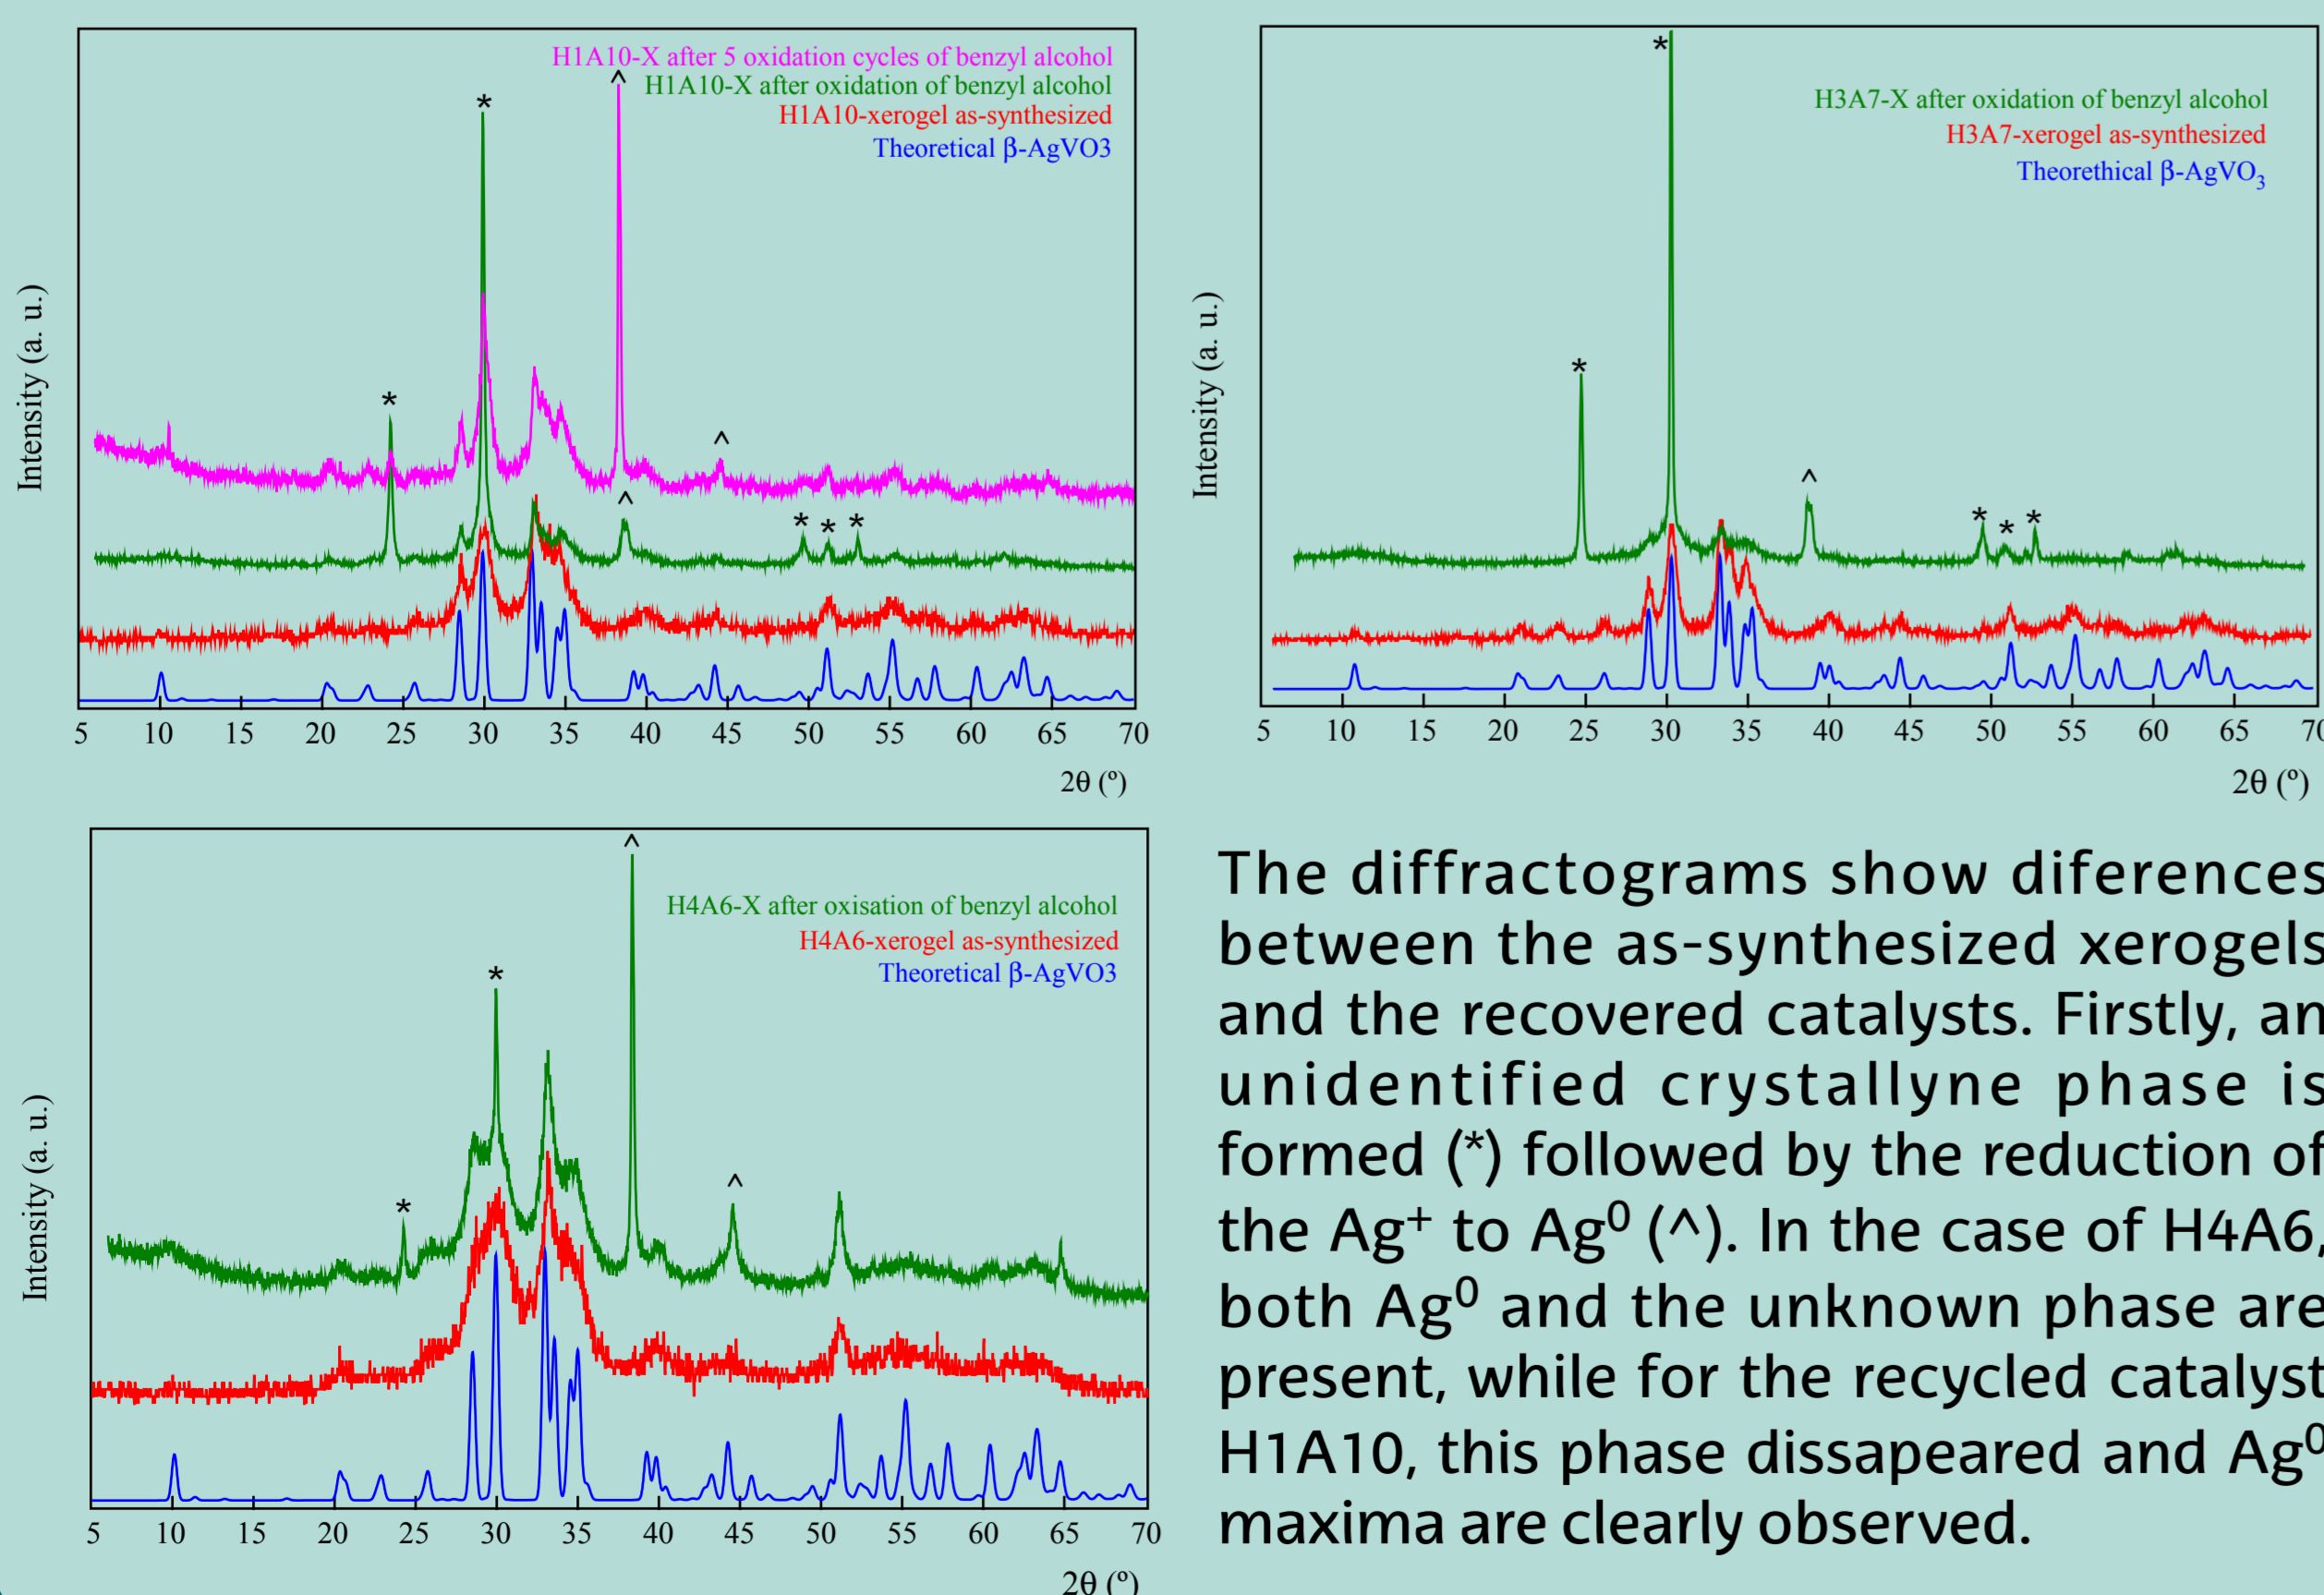 H1A10-X after 5 oxidation cycles of benzyl alcohol
^
H1A10-X after oxidation of benzyl alcohol
*
H1A10-xerogel as-synthesized
Theoretical β-AgVO3
*
^
^
* * *
Intensity (a. u.)
5 10 15 20 25 30 35 40 45 50 55 60 65 70
2θ (º)
*
H3A7-X after oxidation of benzyl alcohol
H3A7-xerogel as-synthesized
Theorethical β-AgVO₃
*
^
* * *
Intensity (a. u.)
5 10 15 20 25 30 35 40 45 50 55 60 65 70
2θ (º)
^
H4A6-X after oxisation of benzyl alcohol
H4A6-xerogel as-synthesized
*
Theoretical β-AgVO3
*
^
Intensity (a. u.)
5 10 15 20 25 30 35 40 45 50 55 60 65 70
2θ (º)
The diffractograms show diferences
between the as-synthesized xerogels
and the recovered catalysts. Firstly, an
unidentified crystallyne phase is
formed (*) followed by the reduction of
the Ag⁺ to Ag⁰ (^). In the case of H4A6,
both Ag⁰ and the unknown phase are
present, while for the recycled catalyst
H1A10, this phase dissapeared and Ag⁰
maxima are clearly observed.